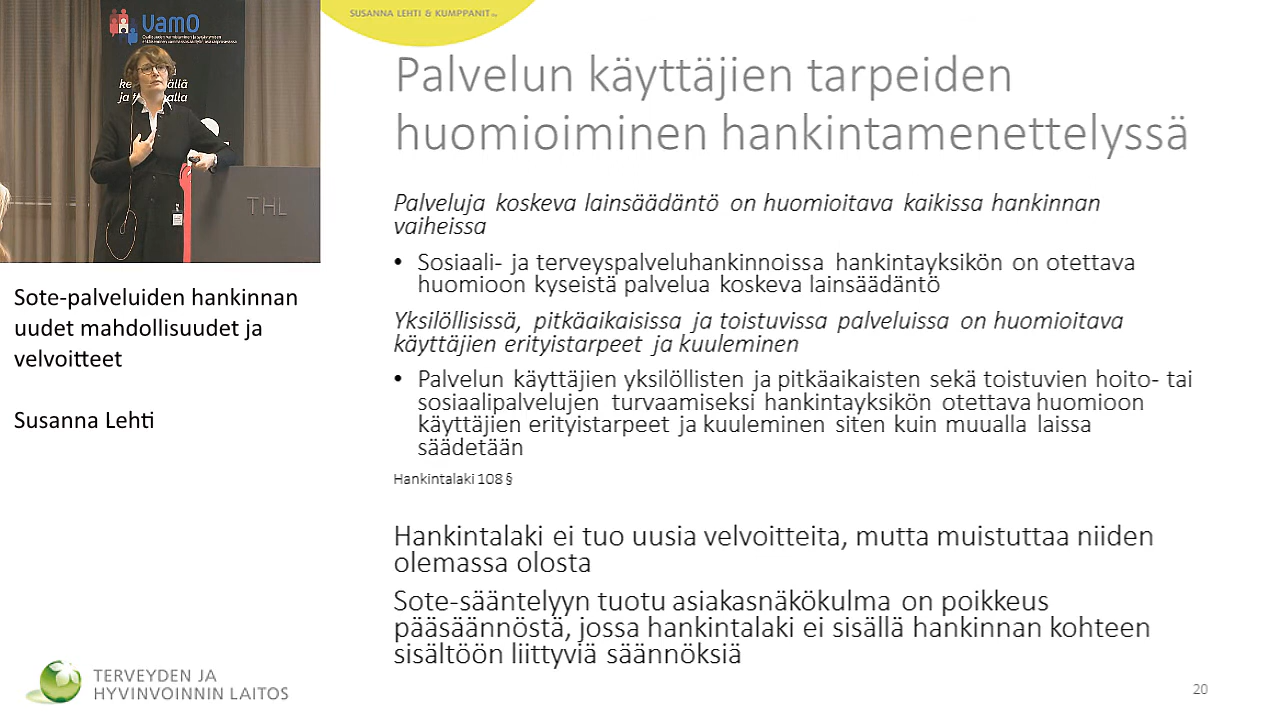 VamO
THL
Sote-palveluiden hankinnan
uudet mahdollisuudet ja
velvoitteet
Susanna Lehti
TERVEYDEN JA
HYVINVOINNIN LAITOS
SUSANNA LEHTI & KUMPPANIT
Palvelun käyttäjien tarpeiden
huomioiminen hankintamenettelyssä
Palveluja koskeva lainsäädäntö on huomioitava kaikissa hankinnan
vaiheissa
• Sosiaali- ja terveyspalveluhankinnoissa hankintayksikön on otettava
huomioon kyseistä palvelua koskeva lainsäädäntö
Yksilöllisissä, pitkäaikaisissa ja toistuvissa palveluissa on huomioitava
käyttäjien erityistarpeet ja kuuleminen
• Palvelun käyttäjien yksilöllisten ja pitkäaikaisten sekä toistuvien hoito- tai
sosiaalipalvelujen turvaamiseksi hankintayksikön otettava huomioon
käyttäjien erityistarpeet ja kuuleminen siten kuin muualla laissa
säädetään
Hankintalaki 108 §
Hankintalaki ei tuo uusia velvoitteita, mutta muistuttaa niiden
olemassa olosta
Sote-sääntelyyn tuotu asiakasnäkökulma on poikkeus
pääsäännöstä, jossa hankintalaki ei sisällä hankinnan kohteen
sisältöön liittyviä säännöksiä
20